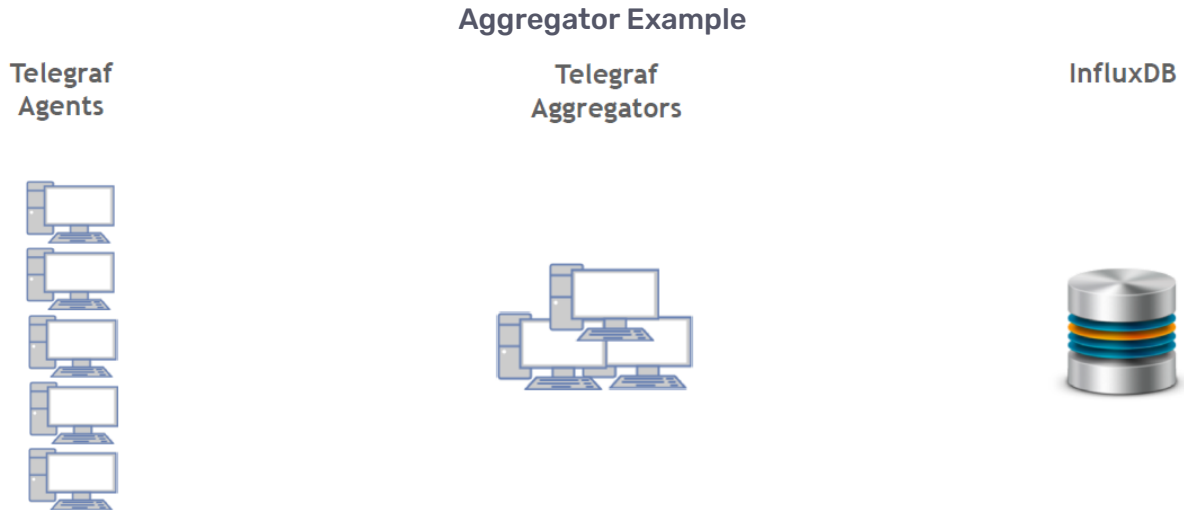 Aggregator Example
Telegraf
Agents
Telegraf
Aggregators
InfluxDB